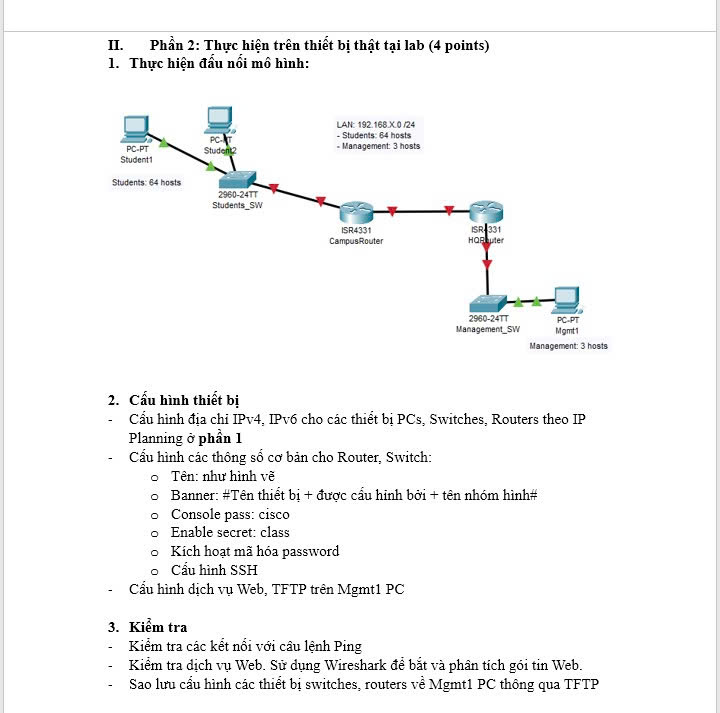 II. Phần 2: Thực hiện trên thiết bị thật tại lab (4 points)
1. Thực hiện đấu nối mô hình:
LAN: 192.168.X.0 /24
- Students: 64 hosts
- Management: 3 hosts
PC-PT
Student1
PC-PT
Student2
Students: 64 hosts
2960-24TT
Students_SW
ISR4331
CampusRouter
ISR4331
HQRouter
2960-24TT
Management_SW
PC-PT
Mgmt1
Management: 3 hosts
2. Cấu hình thiết bị
- Cấu hình địa chỉ IPv4, IPv6 cho các thiết bị PCs, Switches, Routers theo IP
Planning ở phần 1
- Cấu hình các thông số cơ bản cho Router, Switch:
o Tên: như hình vẽ
o Banner: #Tên thiết bị + được cấu hình bởi + tên nhóm hình#
o Console pass: cisco
o Enable secret: class
o Kích hoạt mã hóa password
o Cấu hình SSH
- Cấu hình dịch vụ Web, TFTP trên Mgmt1 PC
3. Kiểm tra
- Kiểm tra các kết nối với câu lệnh Ping
- Kiểm tra dịch vụ Web. Sử dụng Wireshark để bắt và phân tích gói tin Web.
- Sao lưu cấu hình các thiết bị switches, routers về Mgmt1 PC thông qua TFTP